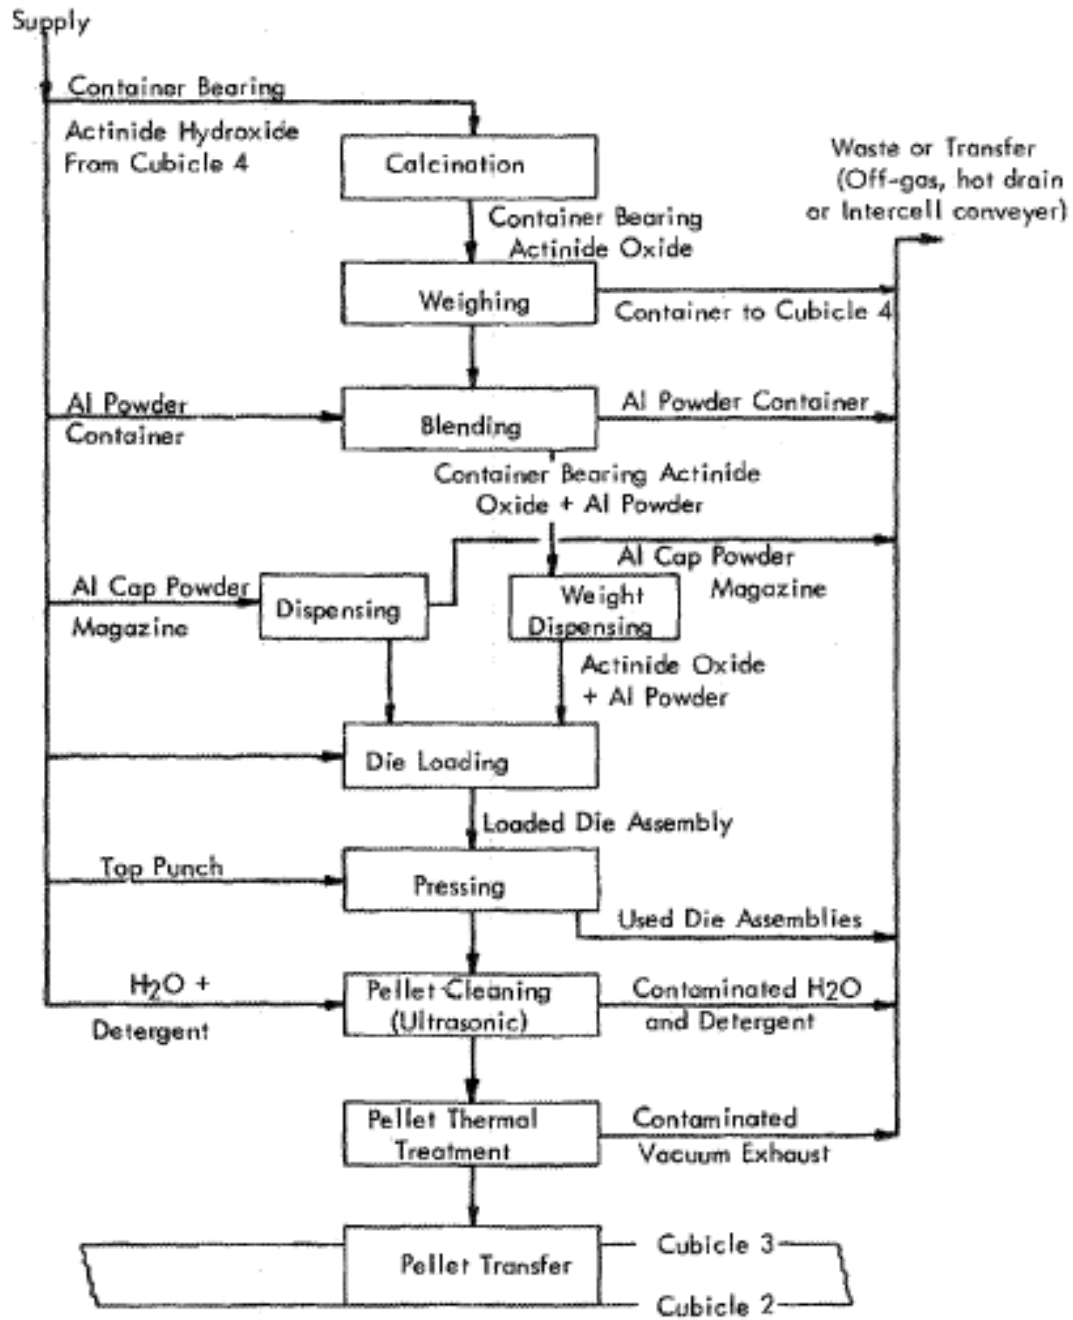 Supply
Container Bearing
Actinide Hydroxide
From Cubicle 4
Calcination
Waste or Transfer
(Off-gas, hot drain
or Intercell conveyer)
Container Bearing
Actinide Oxide
Weighing
Container to Cubicle 4
Al Powder
Container
Blending
Al Powder Container
Container Bearing Actinide
Oxide + Al Powder
Al Cap Powder
Magazine
Al Cap Powder
Magazine
Dispensing
Weight
Dispensing
Actinide Oxide
+ Al Powder
Die Loading
Loaded Die Assembly
Top Punch
Pressing
Used Die Assemblies
H2O +
Detergent
Pellet Cleaning
(Ultrasonic)
Contaminated H2O
and Detergent
Pellet Thermal
Treatment
Contaminated
Vacuum Exhaust
Pellet Transfer
Cubicle 3
Cubicle 2